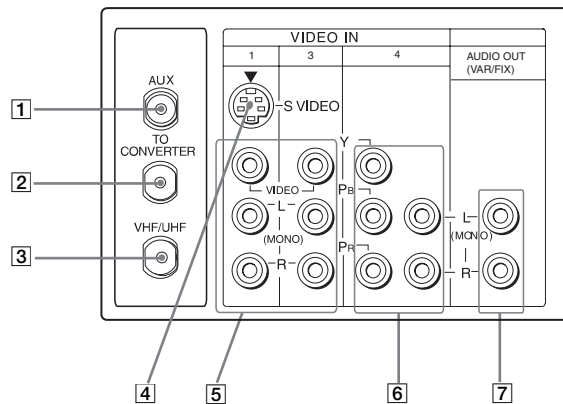 VIDEO IN
1 3 4
AUDIO OUT
(VAR/FIX)
AUX
1
S VIDEO
TO
CONVERTER
Y
2
VIDEO
PB
L
L
VHF/UHF
(MONO)
(MONO)
3
PR
R
R
4 5 6 7